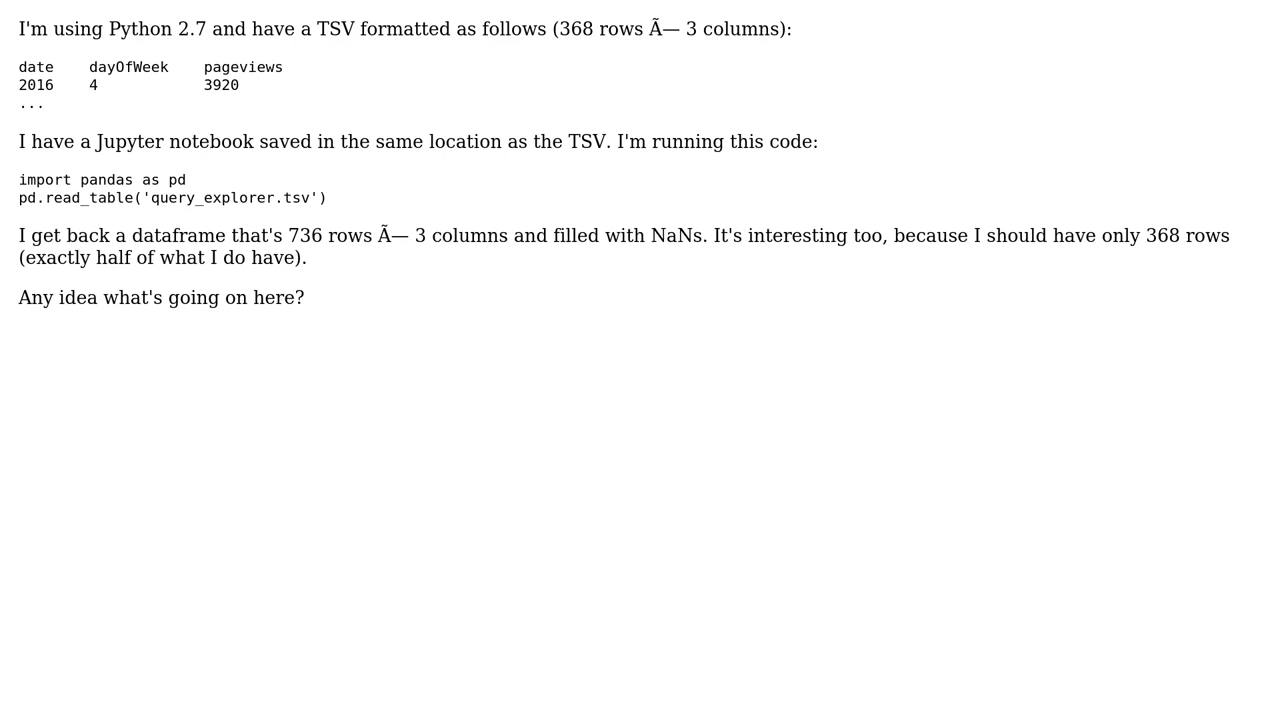 I'm using Python 2.7 and have a TSV formatted as follows (368 rows Ã— 3 columns):
date    dayOfWeek    pageviews
2016    4            3920
...
I have a Jupyter notebook saved in the same location as the TSV. I'm running this code:
import pandas as pd
pd.read_table('query_explorer.tsv')
I get back a dataframe that's 736 rows Ã— 3 columns and filled with NaNs. It's interesting too, because I should have only 368 rows
(exactly half of what I do have).
Any idea what's going on here?